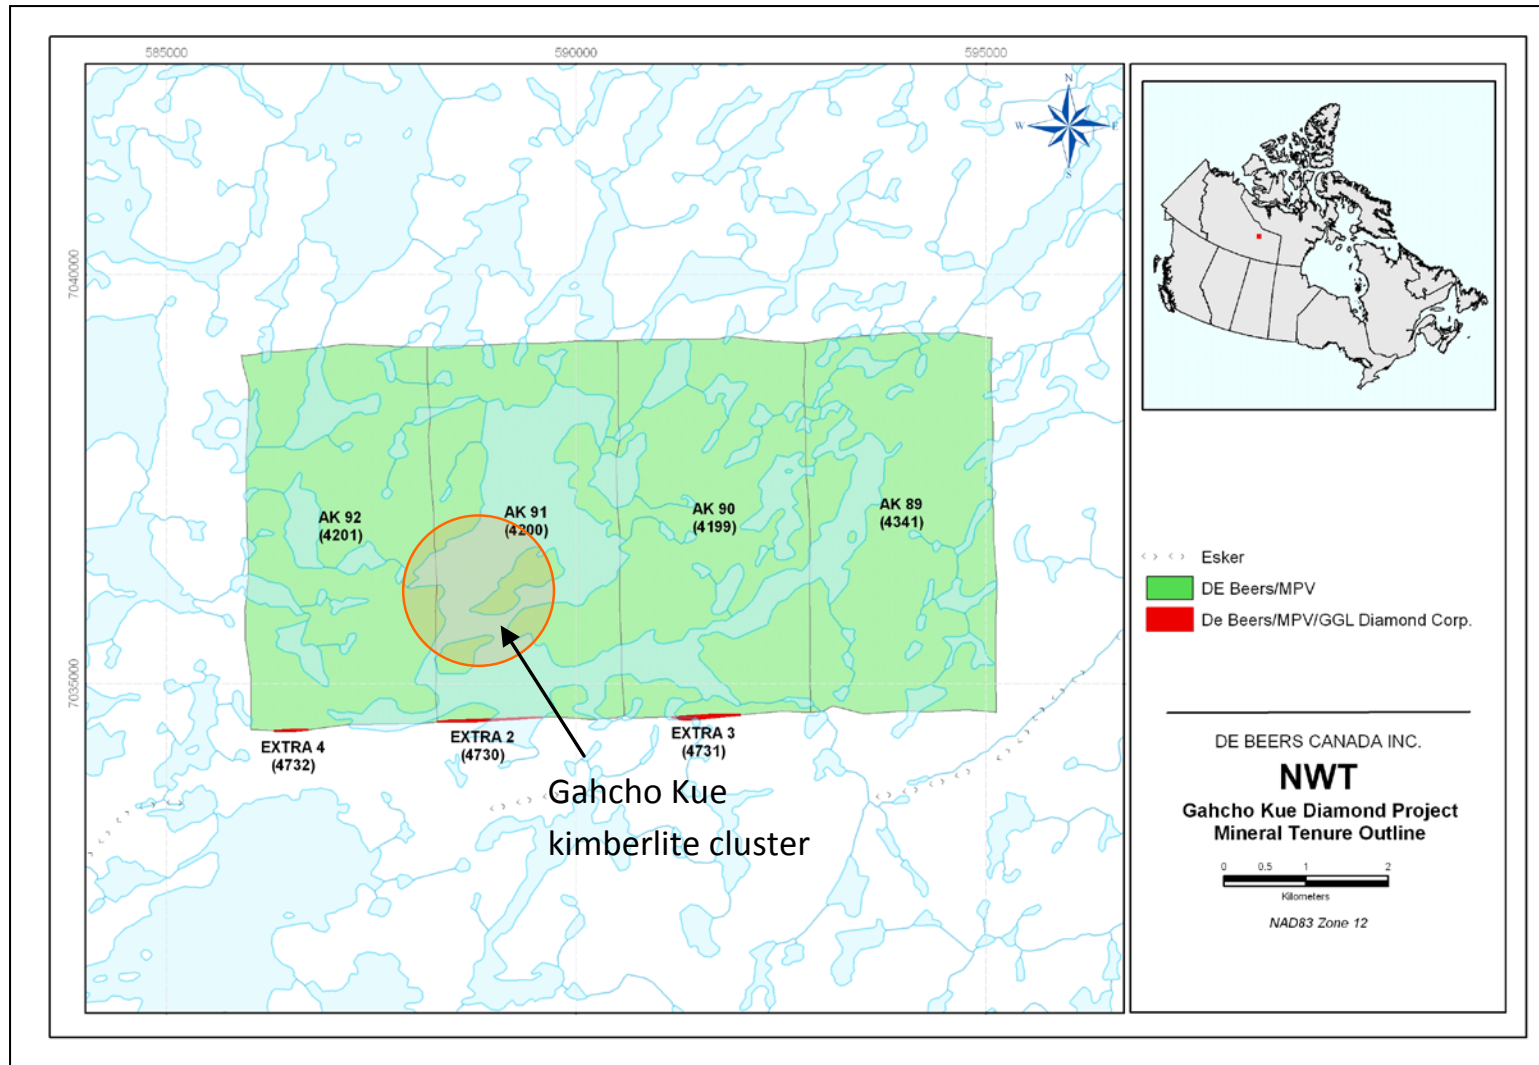 585000
590000
595000
N
W
E
S
7040000
7035000
AK 92
(4201)
AK 91
(4200)
AK 90
(4199)
AK 89
(4341)
EXTRA 4
(4732)
EXTRA 2
(4730)
EXTRA 3
(4731)
Gahcho Kue
kimberlite cluster
Esker
DE Beers/MPV
De Beers/MPV/GGL Diamond Corp.
DE BEERS CANADA INC.
NWT
Gahcho Kue Diamond Project
Mineral Tenure Outline
0 0.5 1 2
Kilometers
NAD83 Zone 12